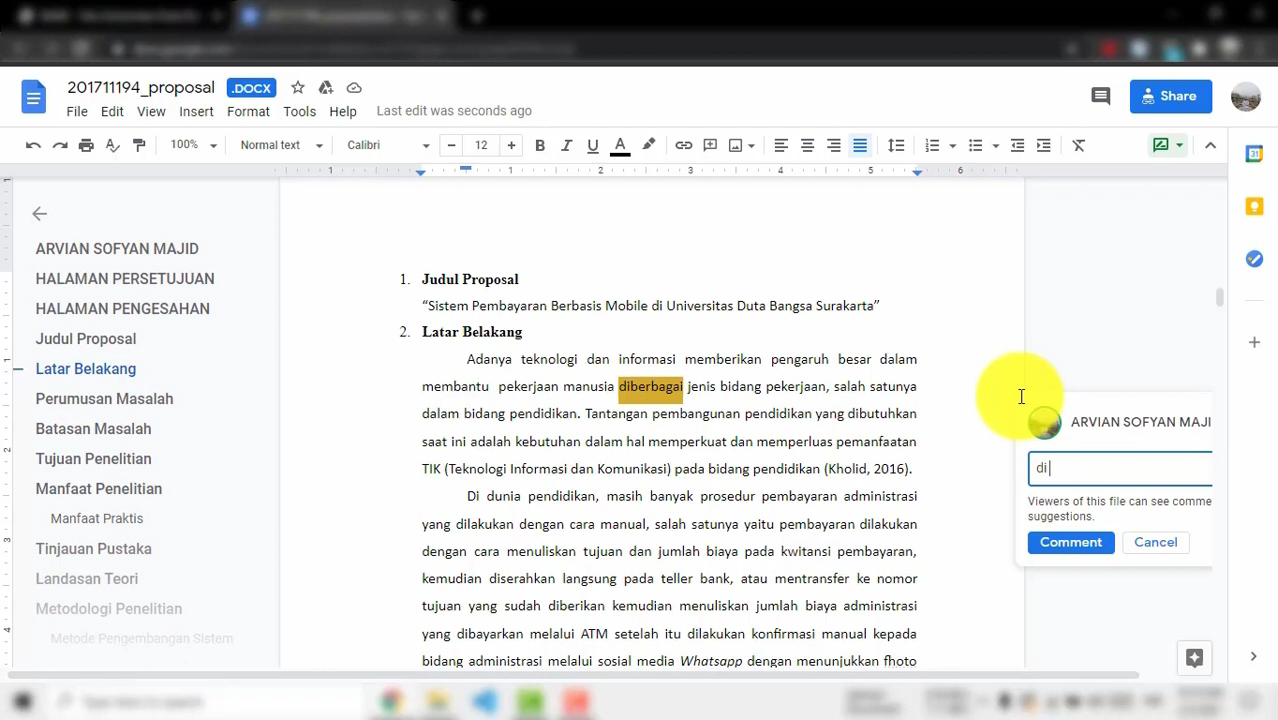 201711194_proposal
.DOCX
File Edit View Insert Format Tools Help
Last edit was seconds ago
Share
100%
Normal text
Calibri
12
31
1 1 2 3 4 5 6
ARVIAN SOFYAN MAJID
HALAMAN PERSETUJUAN
HALAMAN PENGESAHAN
Judul Proposal
Latar Belakang
Perumusan Masalah
Batasan Masalah
Tujuan Penelitian
Manfaat Penelitian
Manfaat Praktis
Tinjauan Pustaka
Landasan Teori
Metodologi Penelitian
Metode Pengembangan Sistem
1. Judul Proposal
“Sistem Pembayaran Berbasis Mobile di Universitas Duta Bangsa Surakarta”
2. Latar Belakang
Adanya teknologi dan informasi memberikan pengaruh besar dalam
membantu pekerjaan manusia diberbagai jenis bidang pekerjaan, salah satunya
dalam bidang pendidikan. Tantangan pembangunan pendidikan yang dibutuhkan
saat ini adalah kebutuhan dalam hal memperkuat dan memperluas pemanfaatan
TIK (Teknologi Informasi dan Komunikasi) pada bidang pendidikan (Kholid, 2016).
Di dunia pendidikan, masih banyak prosedur pembayaran administrasi
yang dilakukan dengan cara manual, salah satunya yaitu pembayaran dilakukan
dengan cara menuliskan tujuan dan jumlah biaya pada kwitansi pembayaran,
kemudian diserahkan langsung pada teller bank, atau mentransfer ke nomor
tujuan yang sudah diberikan kemudian menuliskan jumlah biaya administrasi
yang dibayarkan melalui ATM setelah itu dilakukan konfirmasi manual kepada
bidang administrasi melalui sosial media Whatsapp dengan menunjukkan fhoto
ARVIAN SOFYAN MAJI
di
Viewers of this file can see comme
suggestions.
Comment
Cancel